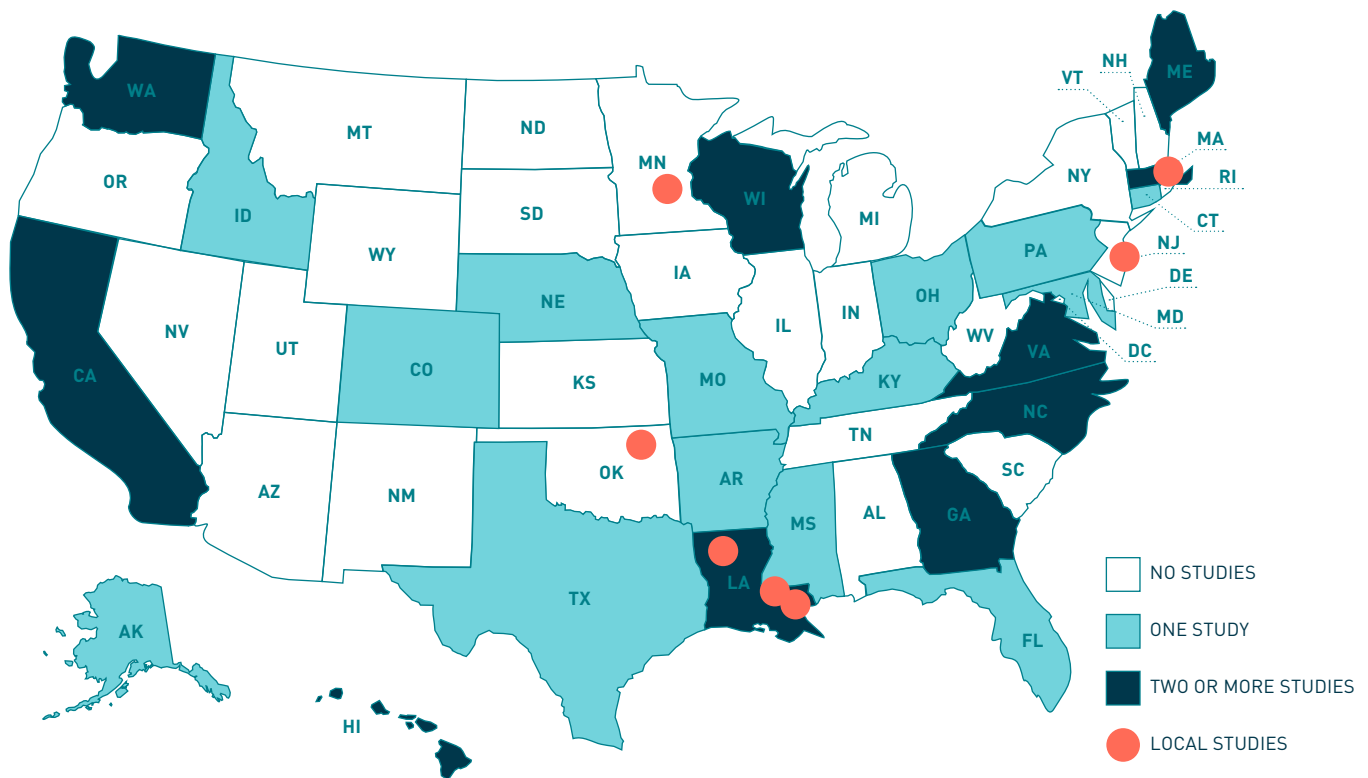 WA
MT
ND
MN
OR
ID
SD
WI
MI
NY
VT
NH
ME
MA
RI
CT
NJ
DE
MD
DC
WY
IA
NE
PA
OH
IL
IN
WV
VA
NV
UT
CO
KS
MO
KY
CA
NC
TN
SC
AZ
NM
OK
AR
MS
AL
GA
LA
TX
FL
AK
HI
NO STUDIES
ONE STUDY
TWO OR MORE STUDIES
LOCAL STUDIES